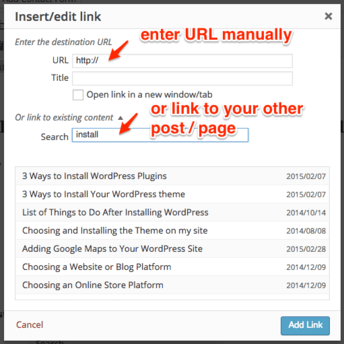 Insert/edit link
Enter the destination URL
enter URL manually
URL http://
Title
Open link in a new window/tab
Or link to existing content
or link to your other
post / page
Search install
3 Ways to Install WordPress Plugins 2015/02/07
3 Ways to Install Your WordPress theme 2015/02/07
List of Things to Do After Installing WordPress 2014/10/14
Choosing and Installing the Theme on my site 2014/08/08
Adding Google Maps to Your WordPress Site 2015/02/28
Choosing a Website or Blog Platform 2014/12/09
Choosing an Online Store Platform 2014/12/09
Cancel Add Link